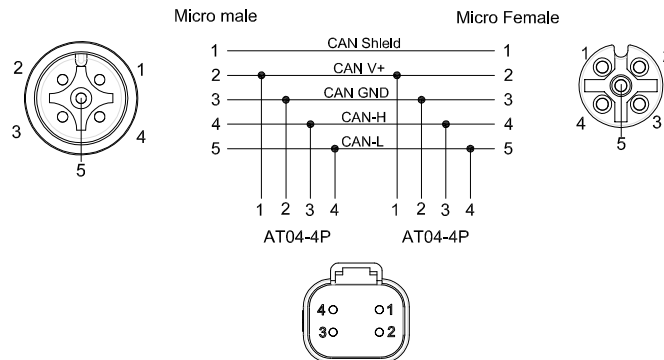 Micro male
Micro Female
1 CAN Shield 1
2 CAN V+ 2
3 CAN GND 3
4 CAN-H 4
5 CAN-L 5
2 1
3 4
5
1 2
4 3
5
1 2 3 4 1 2 3 4
AT04-4P AT04-4P
4 1
3 2